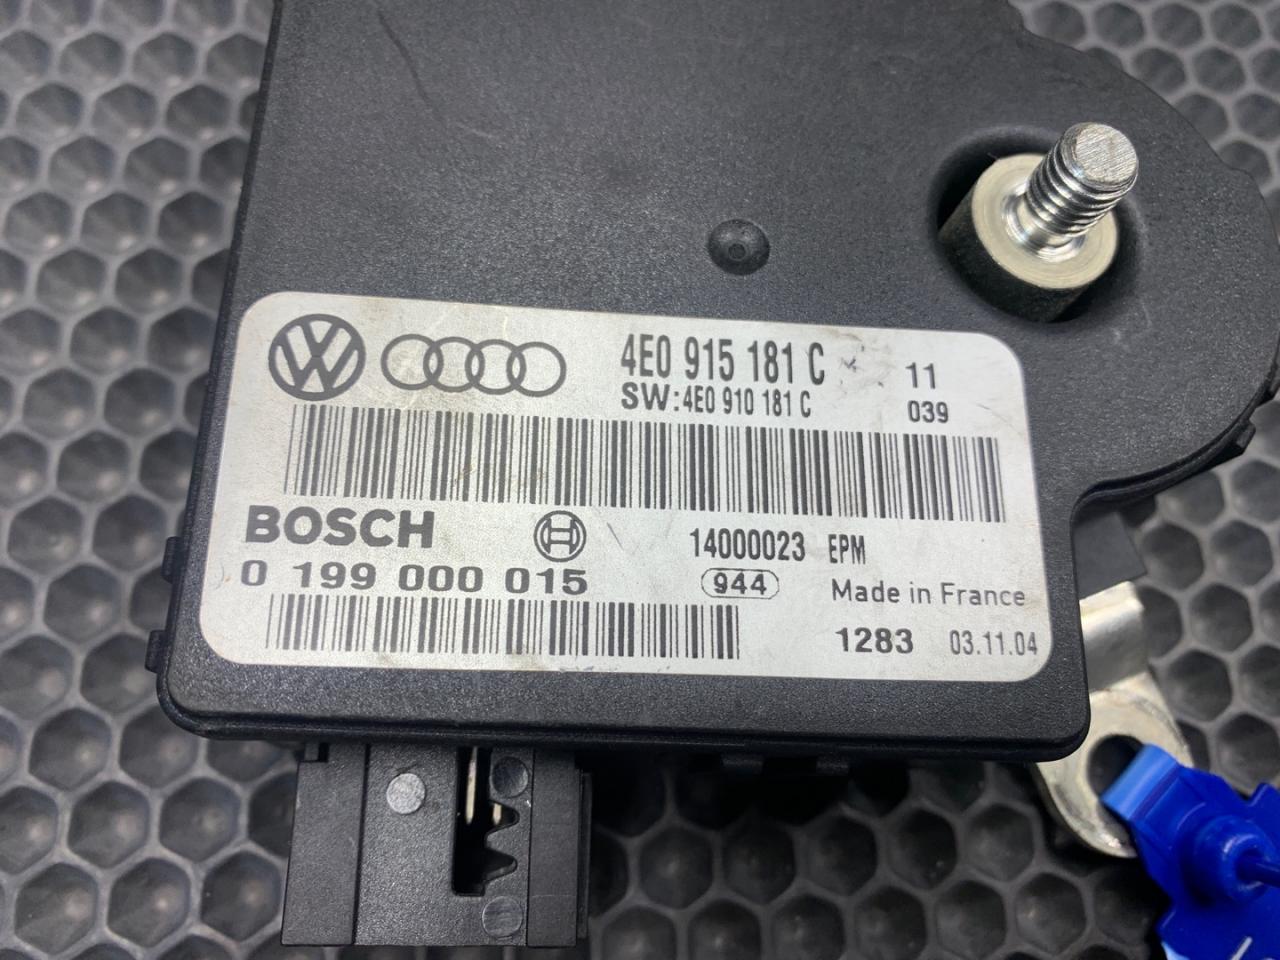 4E0 915 181 C 11
SW:4E0 910 181 C 039
BOSCH 14000023 EPM
0 199 000 015 944 Made in France
1283 03.11.04